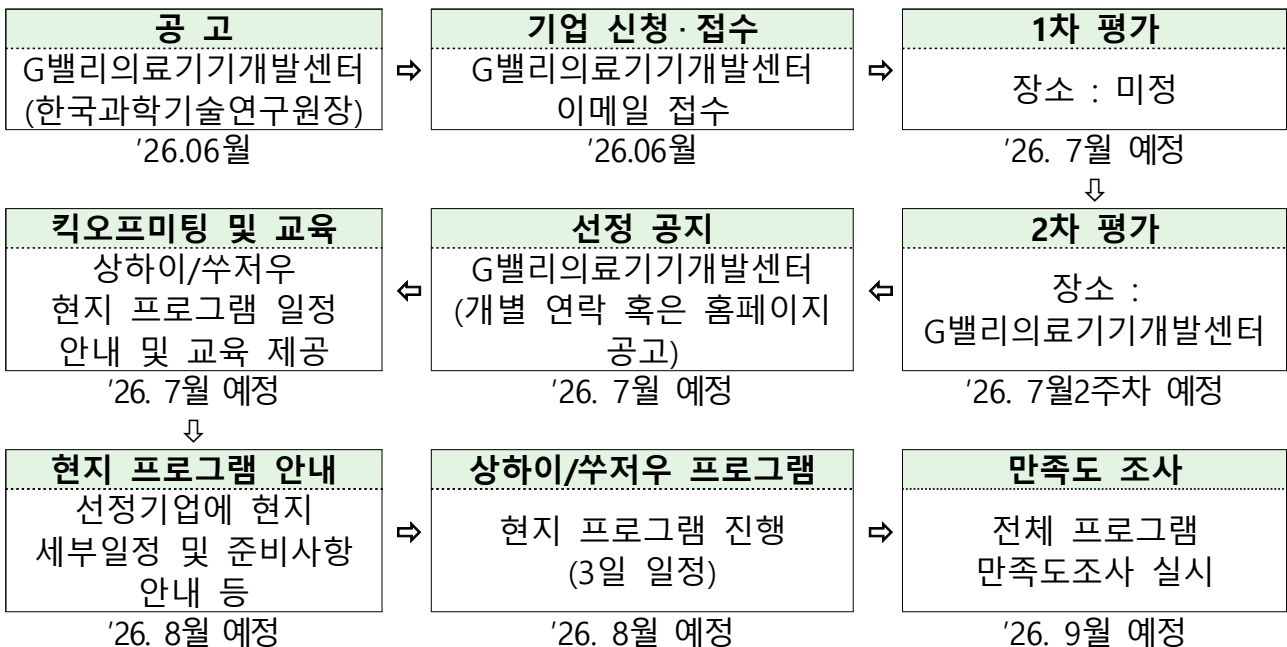 공 고
G밸리의료기기개발센터
(한국과학기술연구원장)
'26.06월
⇨
기업 신청·접수
G밸리의료기기개발센터
이메일 접수
'26.06월
⇨
1차 평가
장소 : 미정
'26. 7월 예정
⇩
2차 평가
장소 :
G밸리의료기기개발센터
'26. 7월2주차 예정
⇦
선정 공지
G밸리의료기기개발센터
(개별 연락 혹은 홈페이지
공고)
'26. 7월 예정
⇦
킥오프미팅 및 교육
상하이/쑤저우
현지 프로그램 일정
안내 및 교육 제공
'26. 7월 예정
⇩
현지 프로그램 안내
선정기업에 현지
세부일정 및 준비사항
안내 등
'26. 8월 예정
⇨
상하이/쑤저우 프로그램
현지 프로그램 진행
(3일 일정)
'26. 8월 예정
⇨
만족도 조사
전체 프로그램
만족도조사 실시
'26. 9월 예정